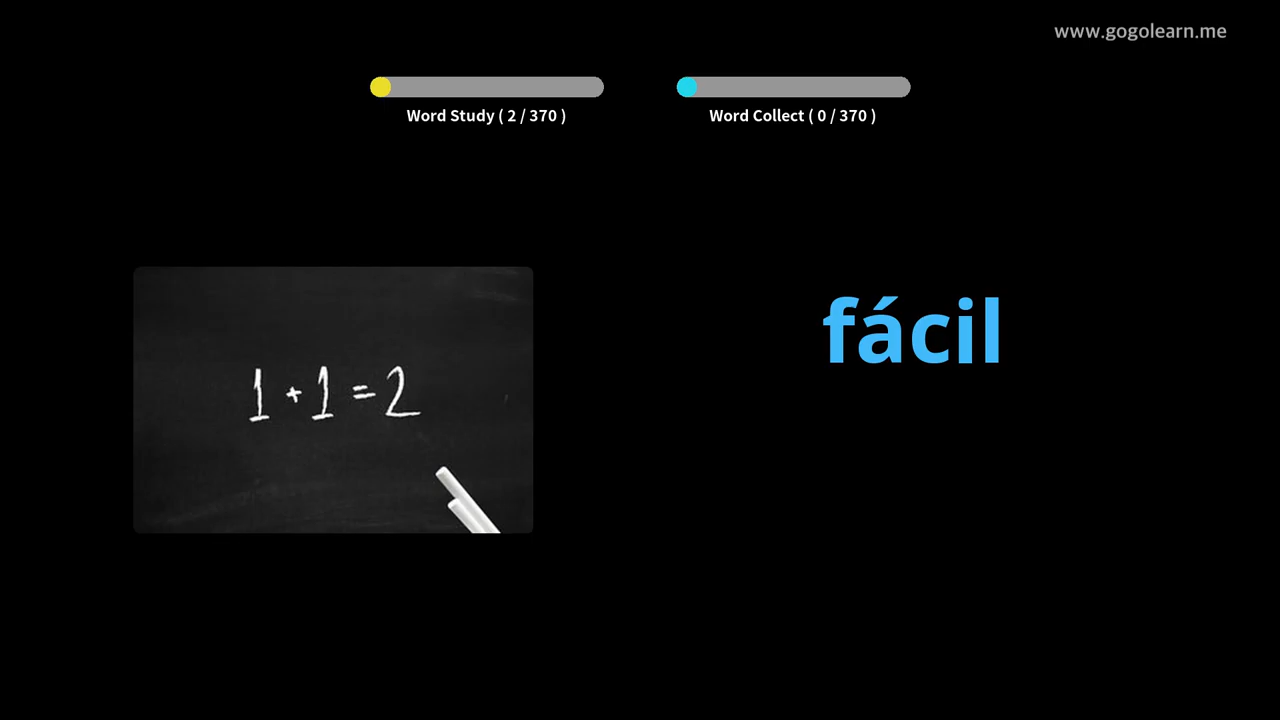 www.gogolearn.me
Word Study ( 2 / 370 )
Word Collect ( 0 / 370 )
fácil
1 + 1 = 2